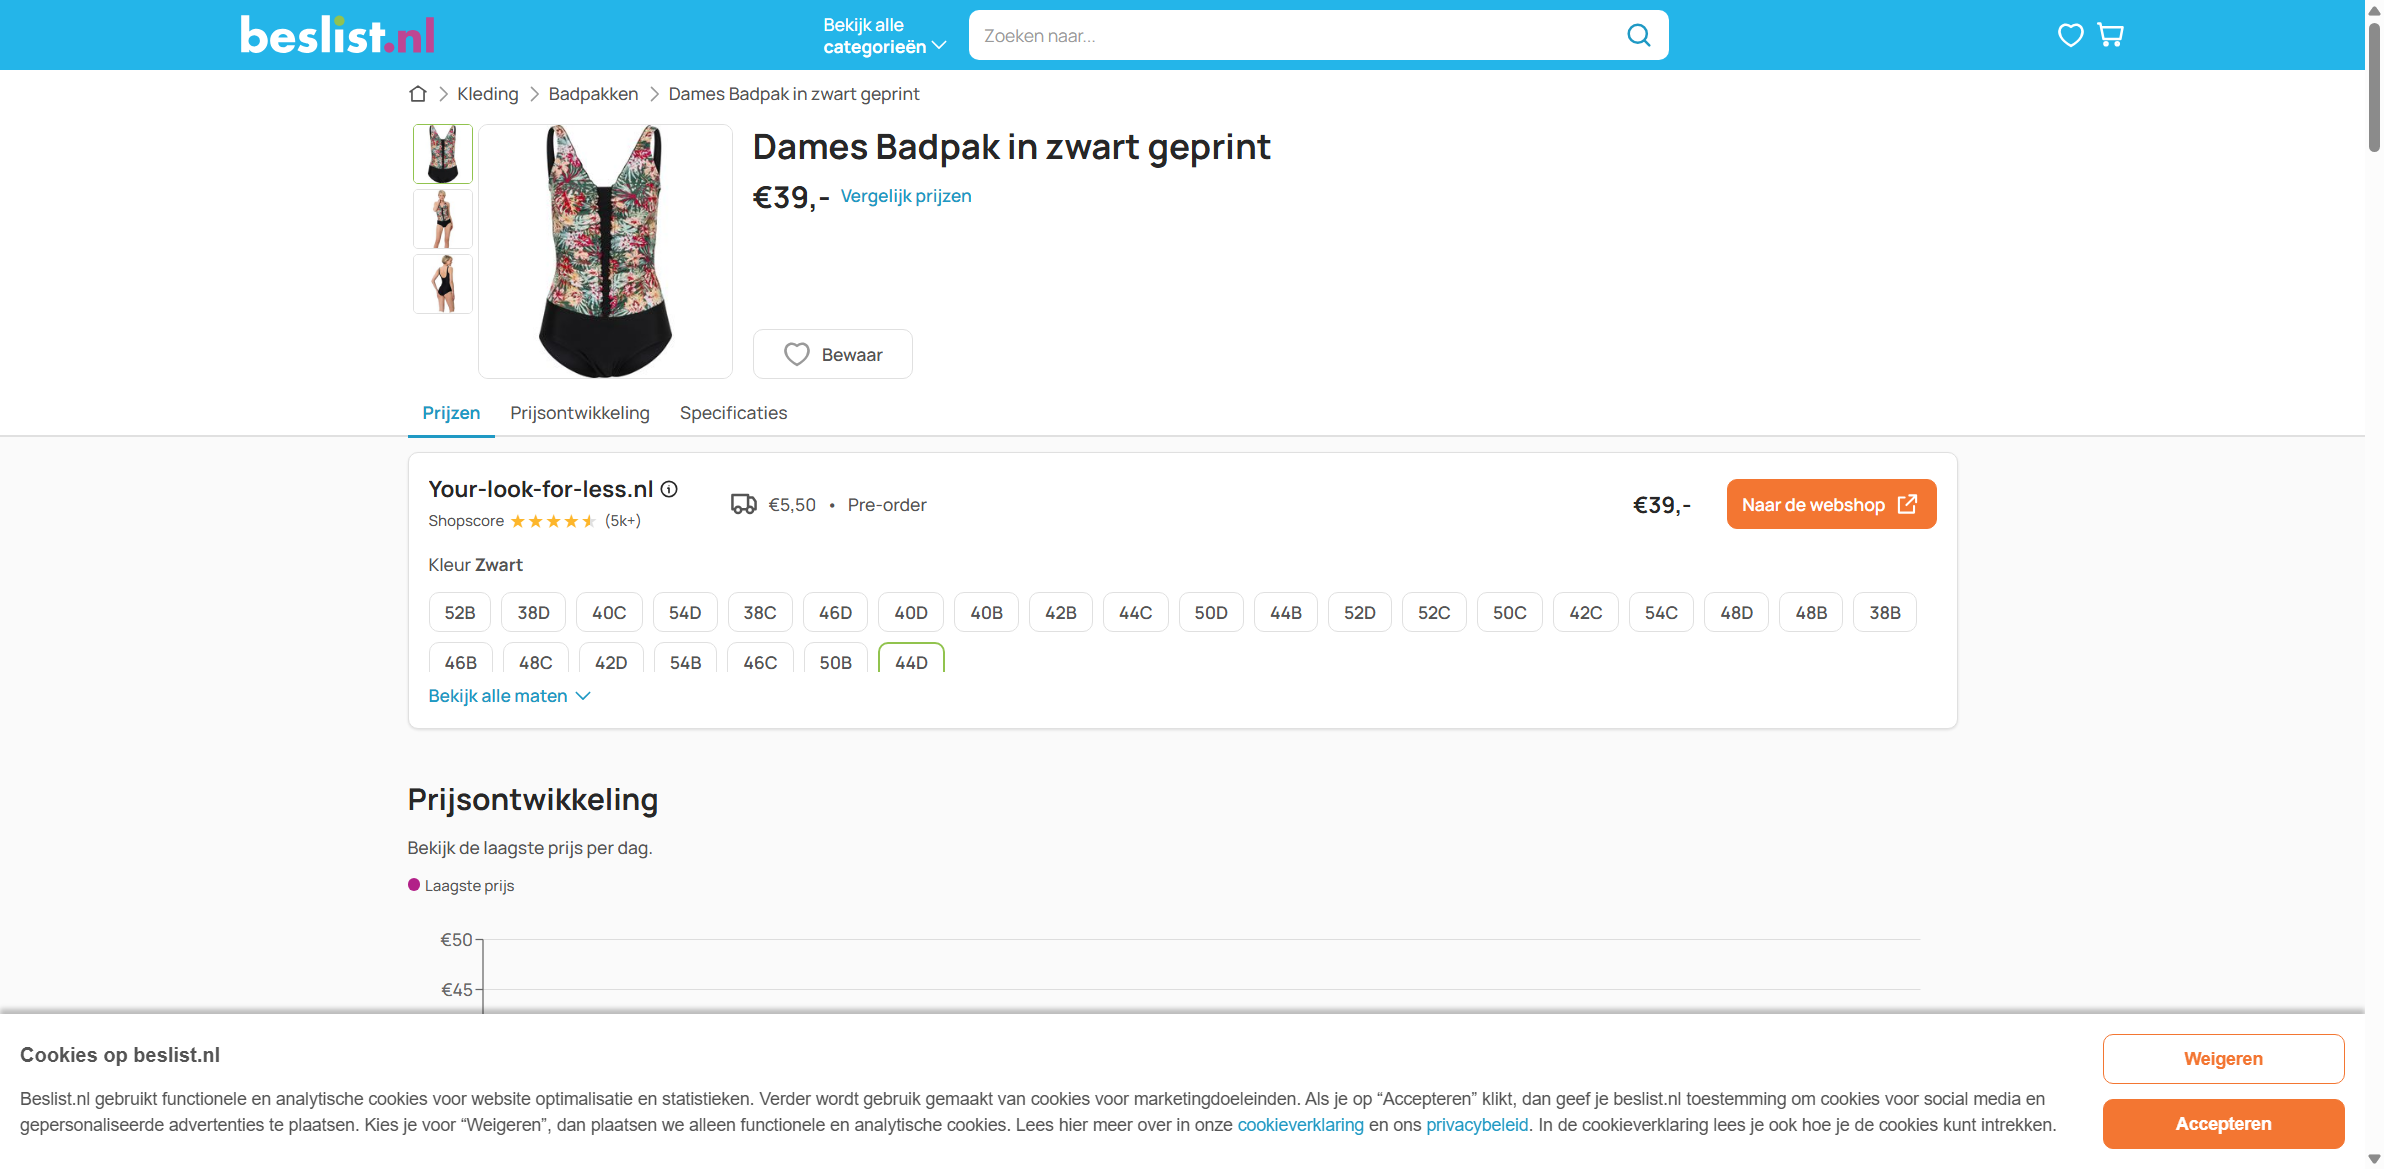 beslist.nl
Bekijk alle
categorieën
Zoeken naar...
Kleding
Badpakken
Dames Badpak in zwart geprint
Dames Badpak in zwart geprint
€39,- Vergelijk prijzen
Bewaar
Prijzen Prijsontwikkeling Specificaties
Your-look-for-less.nl
Shopscore (5k+)
€5,50 • Pre-order
€39,-
Naar de webshop
Kleur Zwart
52B 38D 40C 54D 38C 46D 40D 40B 42B 44C 50D 44B 52D 52C 50C 42C 54C 48D 48B 38B
46B 48C 42D 54B 46C 50B 44D
Bekijk alle maten
Prijsontwikkeling
Bekijk de laagste prijs per dag.
Laagste prijs
€50
€45
Cookies op beslist.nl
Beslist.nl gebruikt functionele en analytische cookies voor website optimalisatie en statistieken. Verder wordt gebruik gemaakt van cookies voor marketingdoeleinden. Als je op “Accepteren” klikt, dan geef je beslist.nl toestemming om cookies voor social media en
gepersonaliseerde advertenties te plaatsen. Kies je voor “Weigeren”, dan plaatsen we alleen functionele en analytische cookies. Lees hier meer over in onze cookieverklaring en ons privacybeleid. In de cookieverklaring lees je ook hoe je de cookies kunt intrekken.
Weigeren
Accepteren